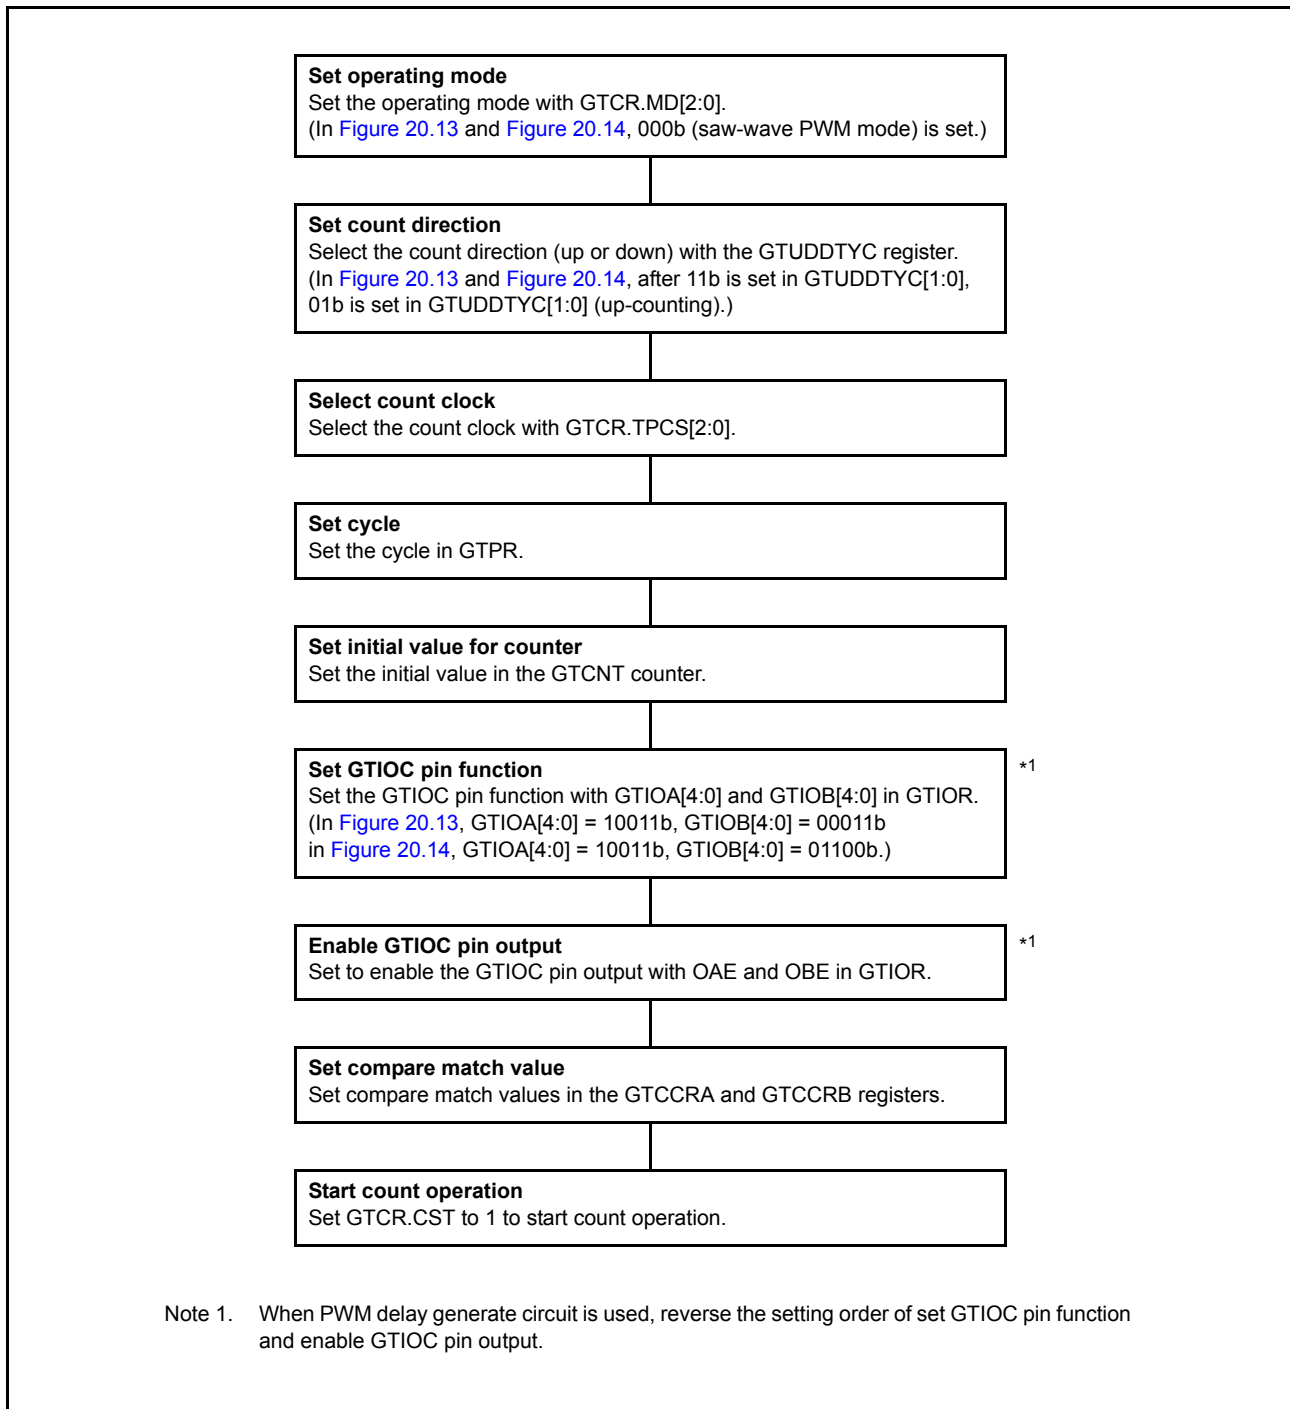 Set operating mode
Set the operating mode with GTCR.MD[2:0].
(In Figure 20.13 and Figure 20.14, 000b (saw-wave PWM mode) is set.)
Set count direction
Select the count direction (up or down) with the GTUDDTYC register.
(In Figure 20.13 and Figure 20.14, after 11b is set in GTUDDTYC[1:0],
01b is set in GTUDDTYC[1:0] (up-counting).)
Select count clock
Select the count clock with GTCR.TPCS[2:0].
Set cycle
Set the cycle in GTPR.
Set initial value for counter
Set the initial value in the GTCNT counter.
Set GTIOC pin function *1
Set the GTIOC pin function with GTIOA[4:0] and GTIOB[4:0] in GTIOR.
(In Figure 20.13, GTIOA[4:0] = 10011b, GTIOB[4:0] = 00011b
in Figure 20.14, GTIOA[4:0] = 10011b, GTIOB[4:0] = 01100b.)
Enable GTIOC pin output *1
Set to enable the GTIOC pin output with OAE and OBE in GTIOR.
Set compare match value
Set compare match values in the GTCCRA and GTCCRB registers.
Start count operation
Set GTCR.CST to 1 to start count operation.
Note 1. When PWM delay generate circuit is used, reverse the setting order of set GTIOC pin function
and enable GTIOC pin output.